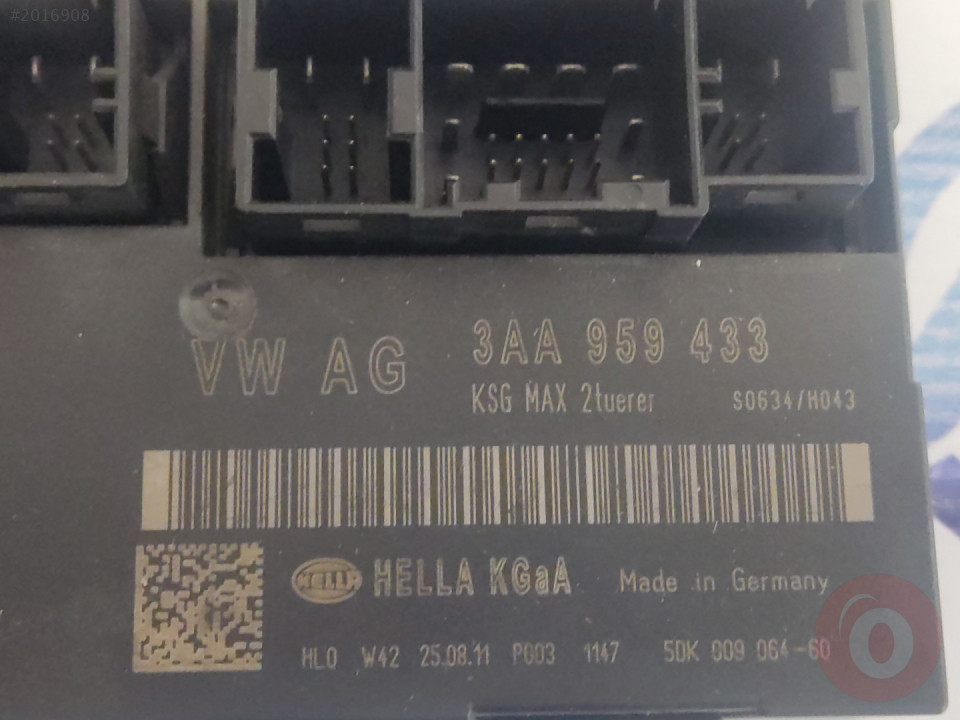 #2016908
VW AG 3AA 959 433
KSG MAX 2tuerer S0634/H043
HELLA HELLA KGaA Made in Germany
HLO W42 25.08.11 P003 1147 5DK 009 064-60